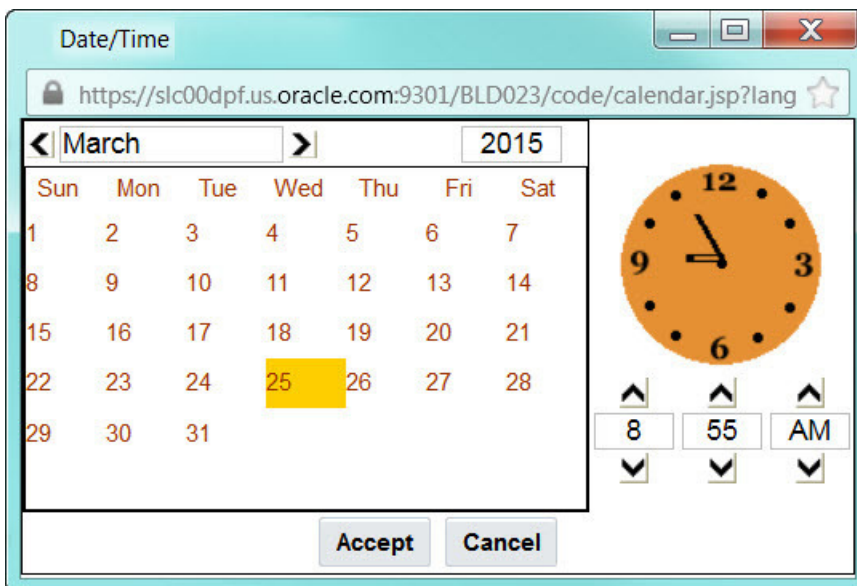 Date/Time
https://slc00dpf.us.oracle.com:9301/BLD023/code/calendar.jsp?lang
March 2015
Sun Mon Tue Wed Thu Fri Sat
1 2 3 4 5 6 7
8 9 10 11 12 13 14
15 16 17 18 19 20 21
22 23 24 25 26 27 28
29 30 31
12
9 3
6
8 55 AM
Accept Cancel